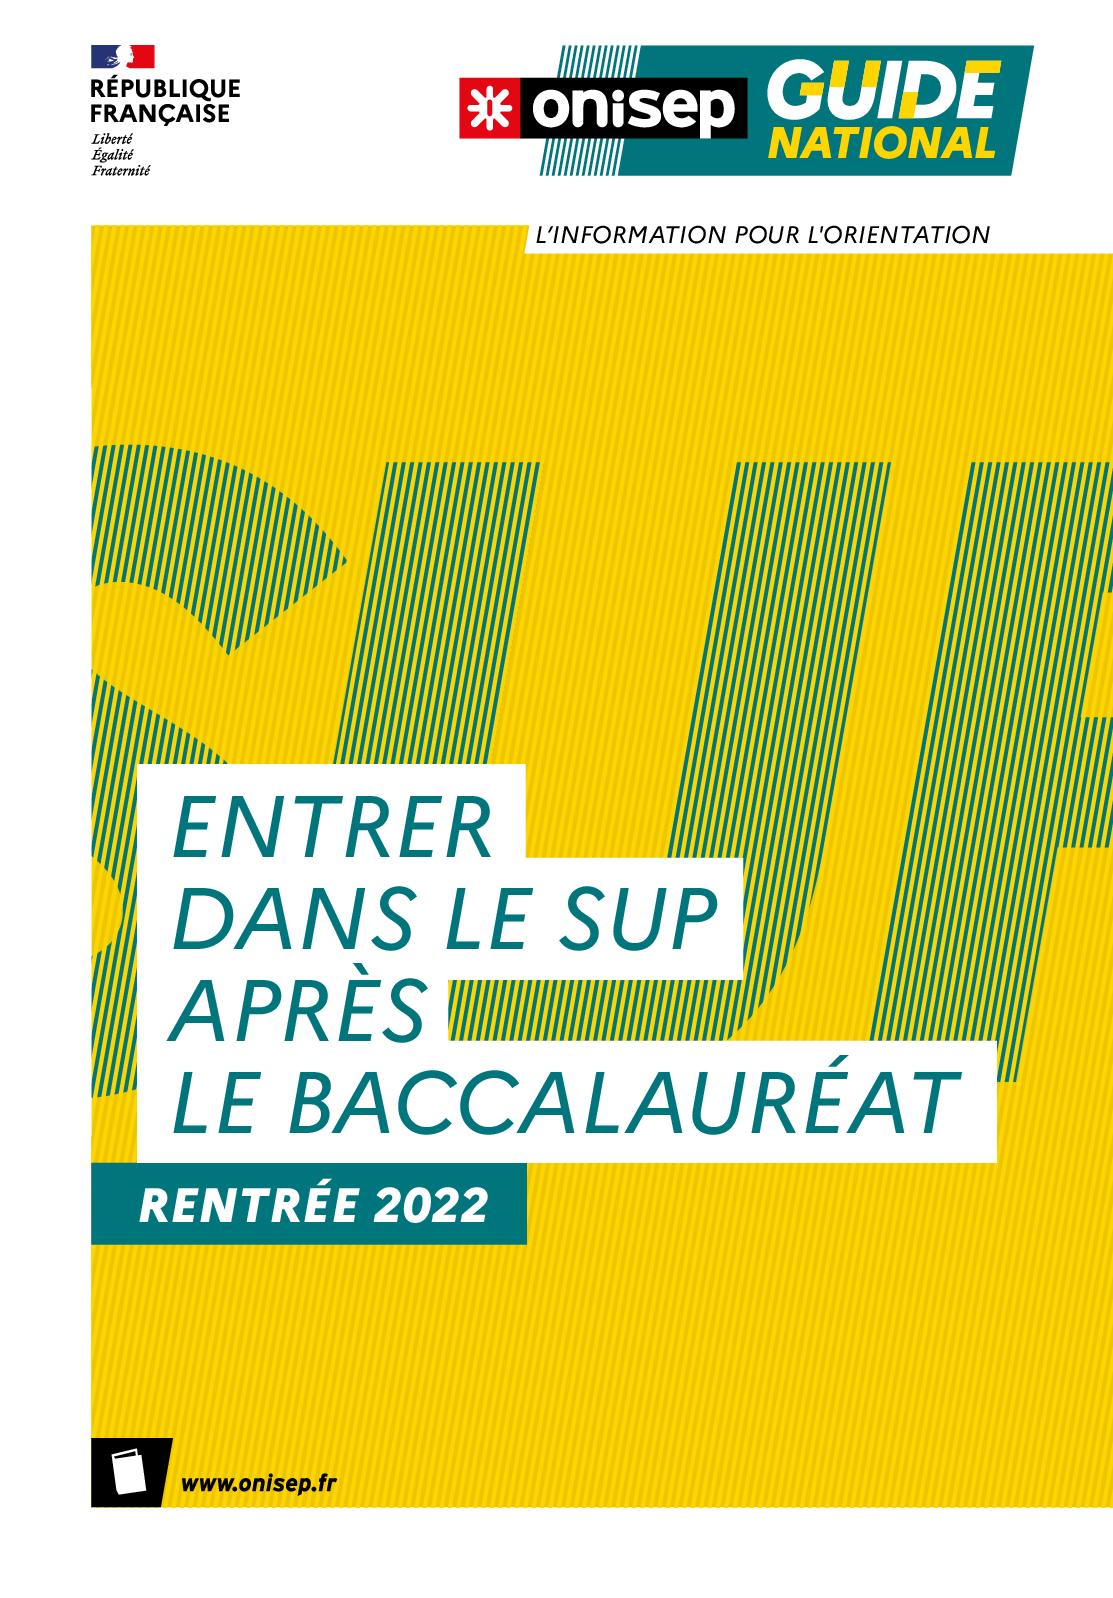 RÉPUBLIQUE
FRANÇAISE
Liberté
Égalité
Fraternité
onisep
GUIDE
NATIONAL
L’INFORMATION POUR L'ORIENTATION
SUP
ENTRER
DANS LE SUP
APRÈS
LE BACCALAURÉAT
RENTRÉE 2022
www.onisep.fr